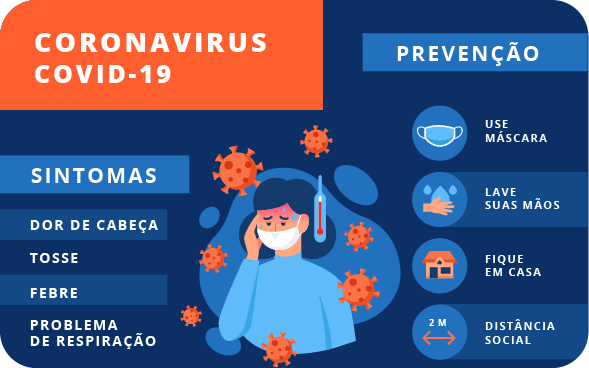 CORONAVIRUS
COVID-19
SINTOMAS
DOR DE CABEÇA
TOSSE
FEBRE
PROBLEMA
DE RESPIRAÇÃO
PREVENÇÃO
USE
MÁSCARA
LAVE
SUAS MÃOS
FIQUE
EM CASA
2 M
DISTÂNCIA
SOCIAL